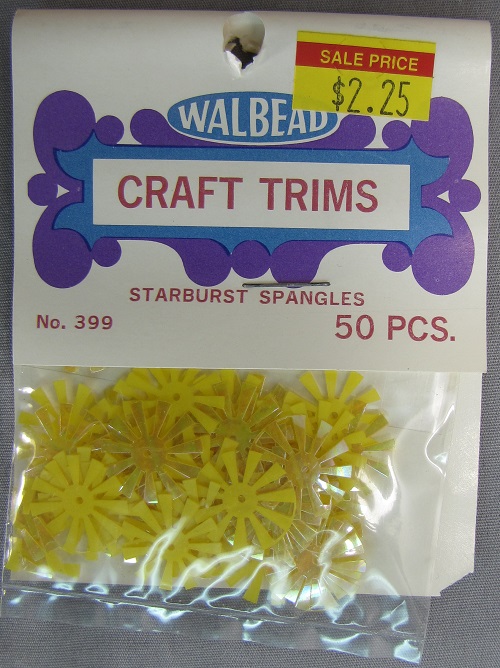 SALE PRICE
$2.25
WALBEAD
CRAFT TRIMS
STARBURST SPANGLES
No. 399
50 PCS.